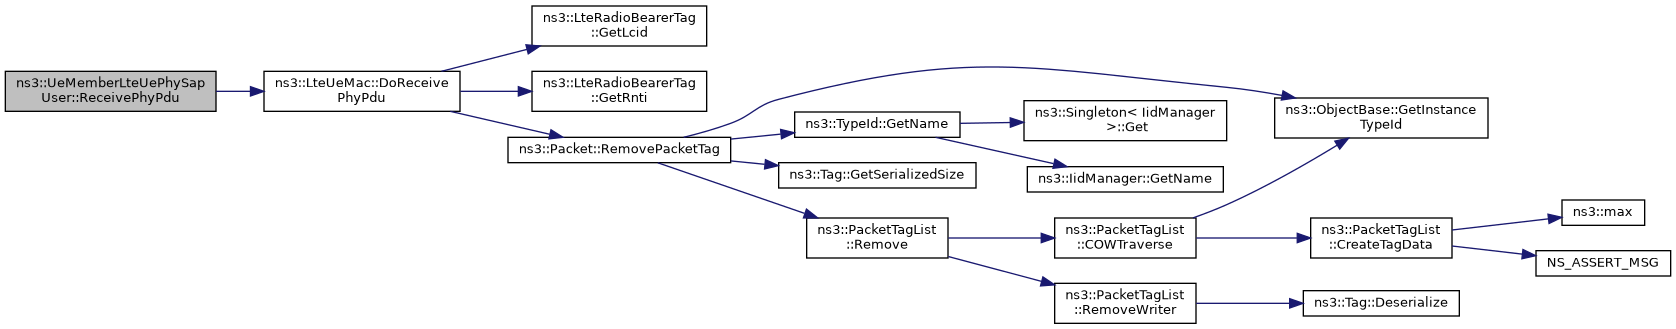 ns3::UeMemberLteUePhySap
User::ReceivePhyPdu
ns3::LteUeMac::DoReceive
PhyPdu
ns3::LteRadioBearerTag
::GetLcid
ns3::LteRadioBearerTag
::GetRnti
ns3::Packet::RemovePacketTag
ns3::TypeId::GetName
ns3::Tag::GetSerializedSize
ns3::PacketTagList
::Remove
ns3::Singleton< IidManager
>::Get
ns3::IidManager::GetName
ns3::PacketTagList
::COWTraverse
ns3::PacketTagList
::RemoveWriter
ns3::ObjectBase::GetInstance
TypeId
ns3::PacketTagList
::CreateTagData
ns3::Tag::Deserialize
ns3::max
NS_ASSERT_MSG